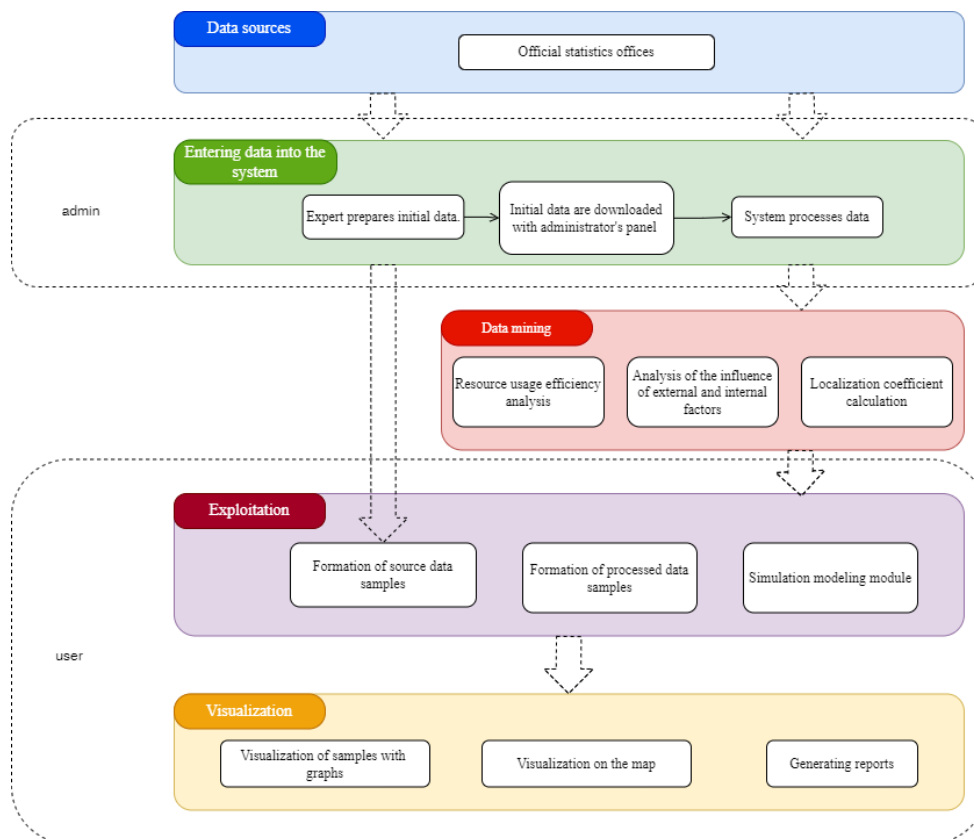 Data sources
Official statistics offices
Entering data into the
system
admin
Expert prepares initial data.
Initial data are downloaded
with administrator's panel
System processes data
Data mining
Resource usage efficiency
analysis
Analysis of the influence
of external and internal
factors
Localization coefficient
calculation
Exploitation
Formation of source data
samples
Formation of processed data
samples
Simulation modeling module
user
Visualization
Visualization of samples with
graphs
Visualization on the map
Generating reports